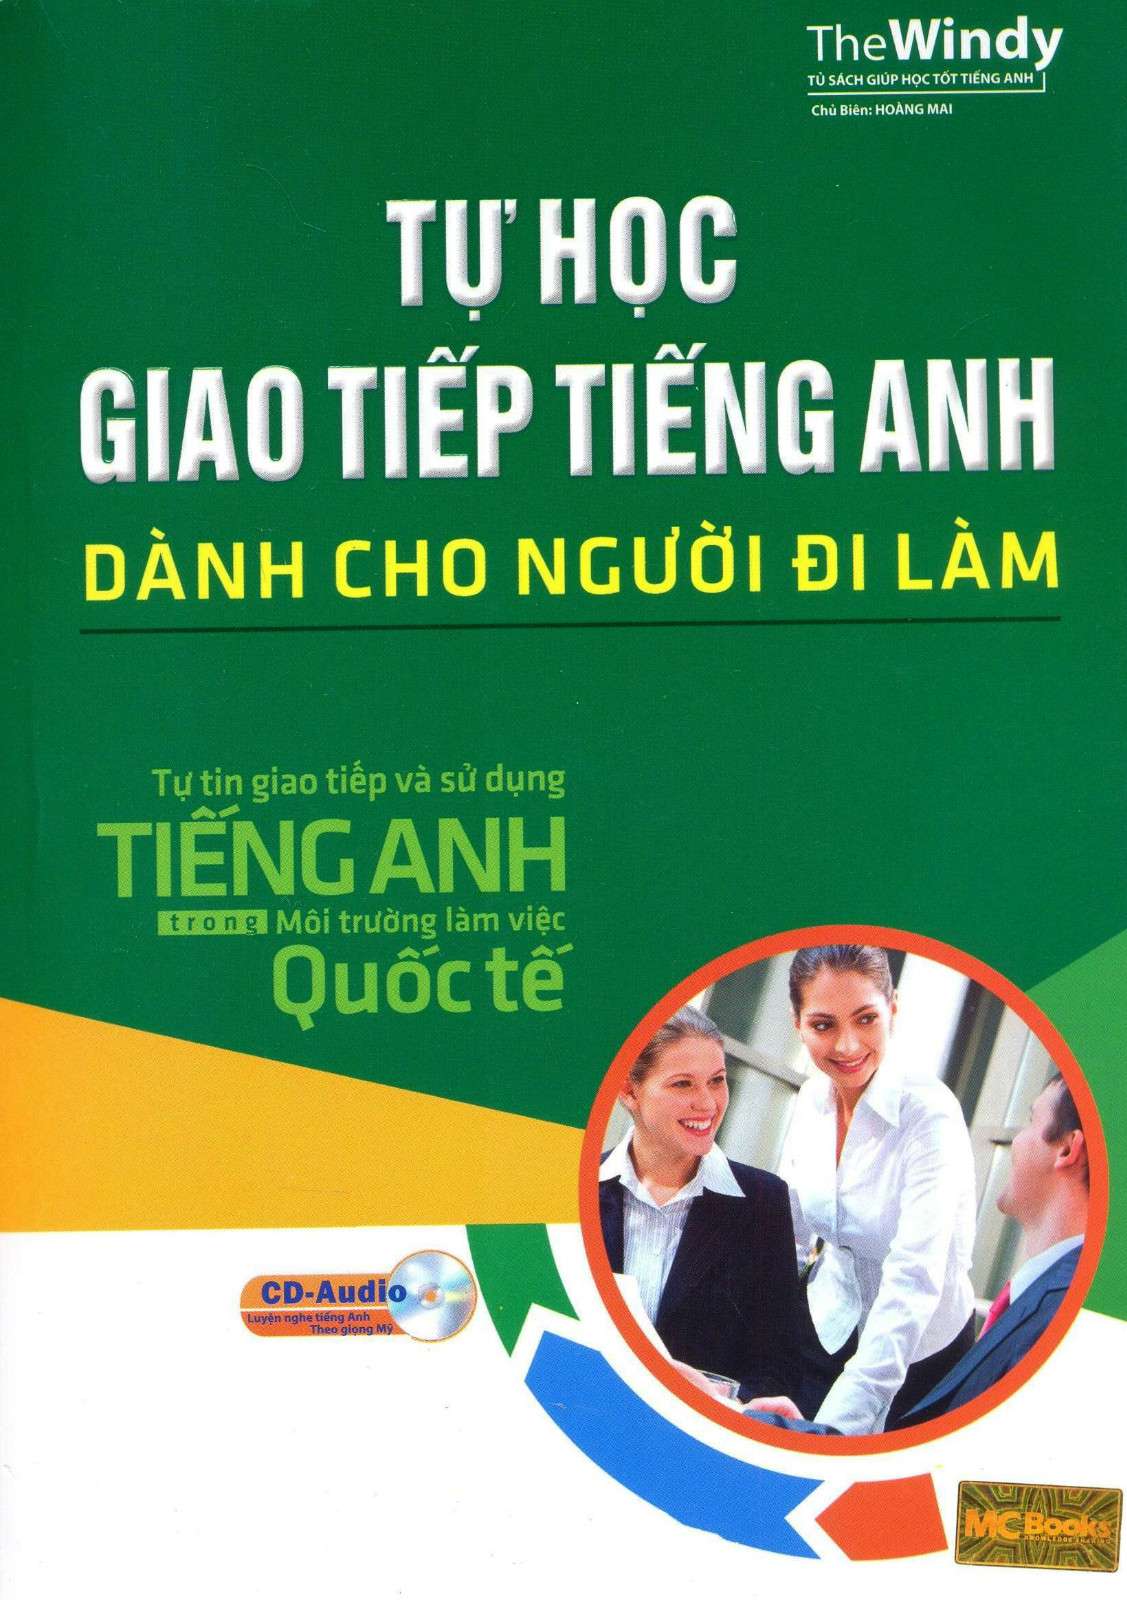 TheWindy
TỦ SÁCH GIÚP HỌC TỐT TIẾNG ANH
Chủ Biên: HOÀNG MAI
TỰ HỌC
GIAO TIẾP TIẾNG ANH
DÀNH CHO NGƯỜI ĐI LÀM
Tự tin giao tiếp và sử dụng
TIẾNG ANH
trong Môi trường làm việc
Quốc tế
CD-Audio
Luyện nghe tiếng Anh
Theo giọng Mỹ
MCBooks
KNOWLEDGE SHARING